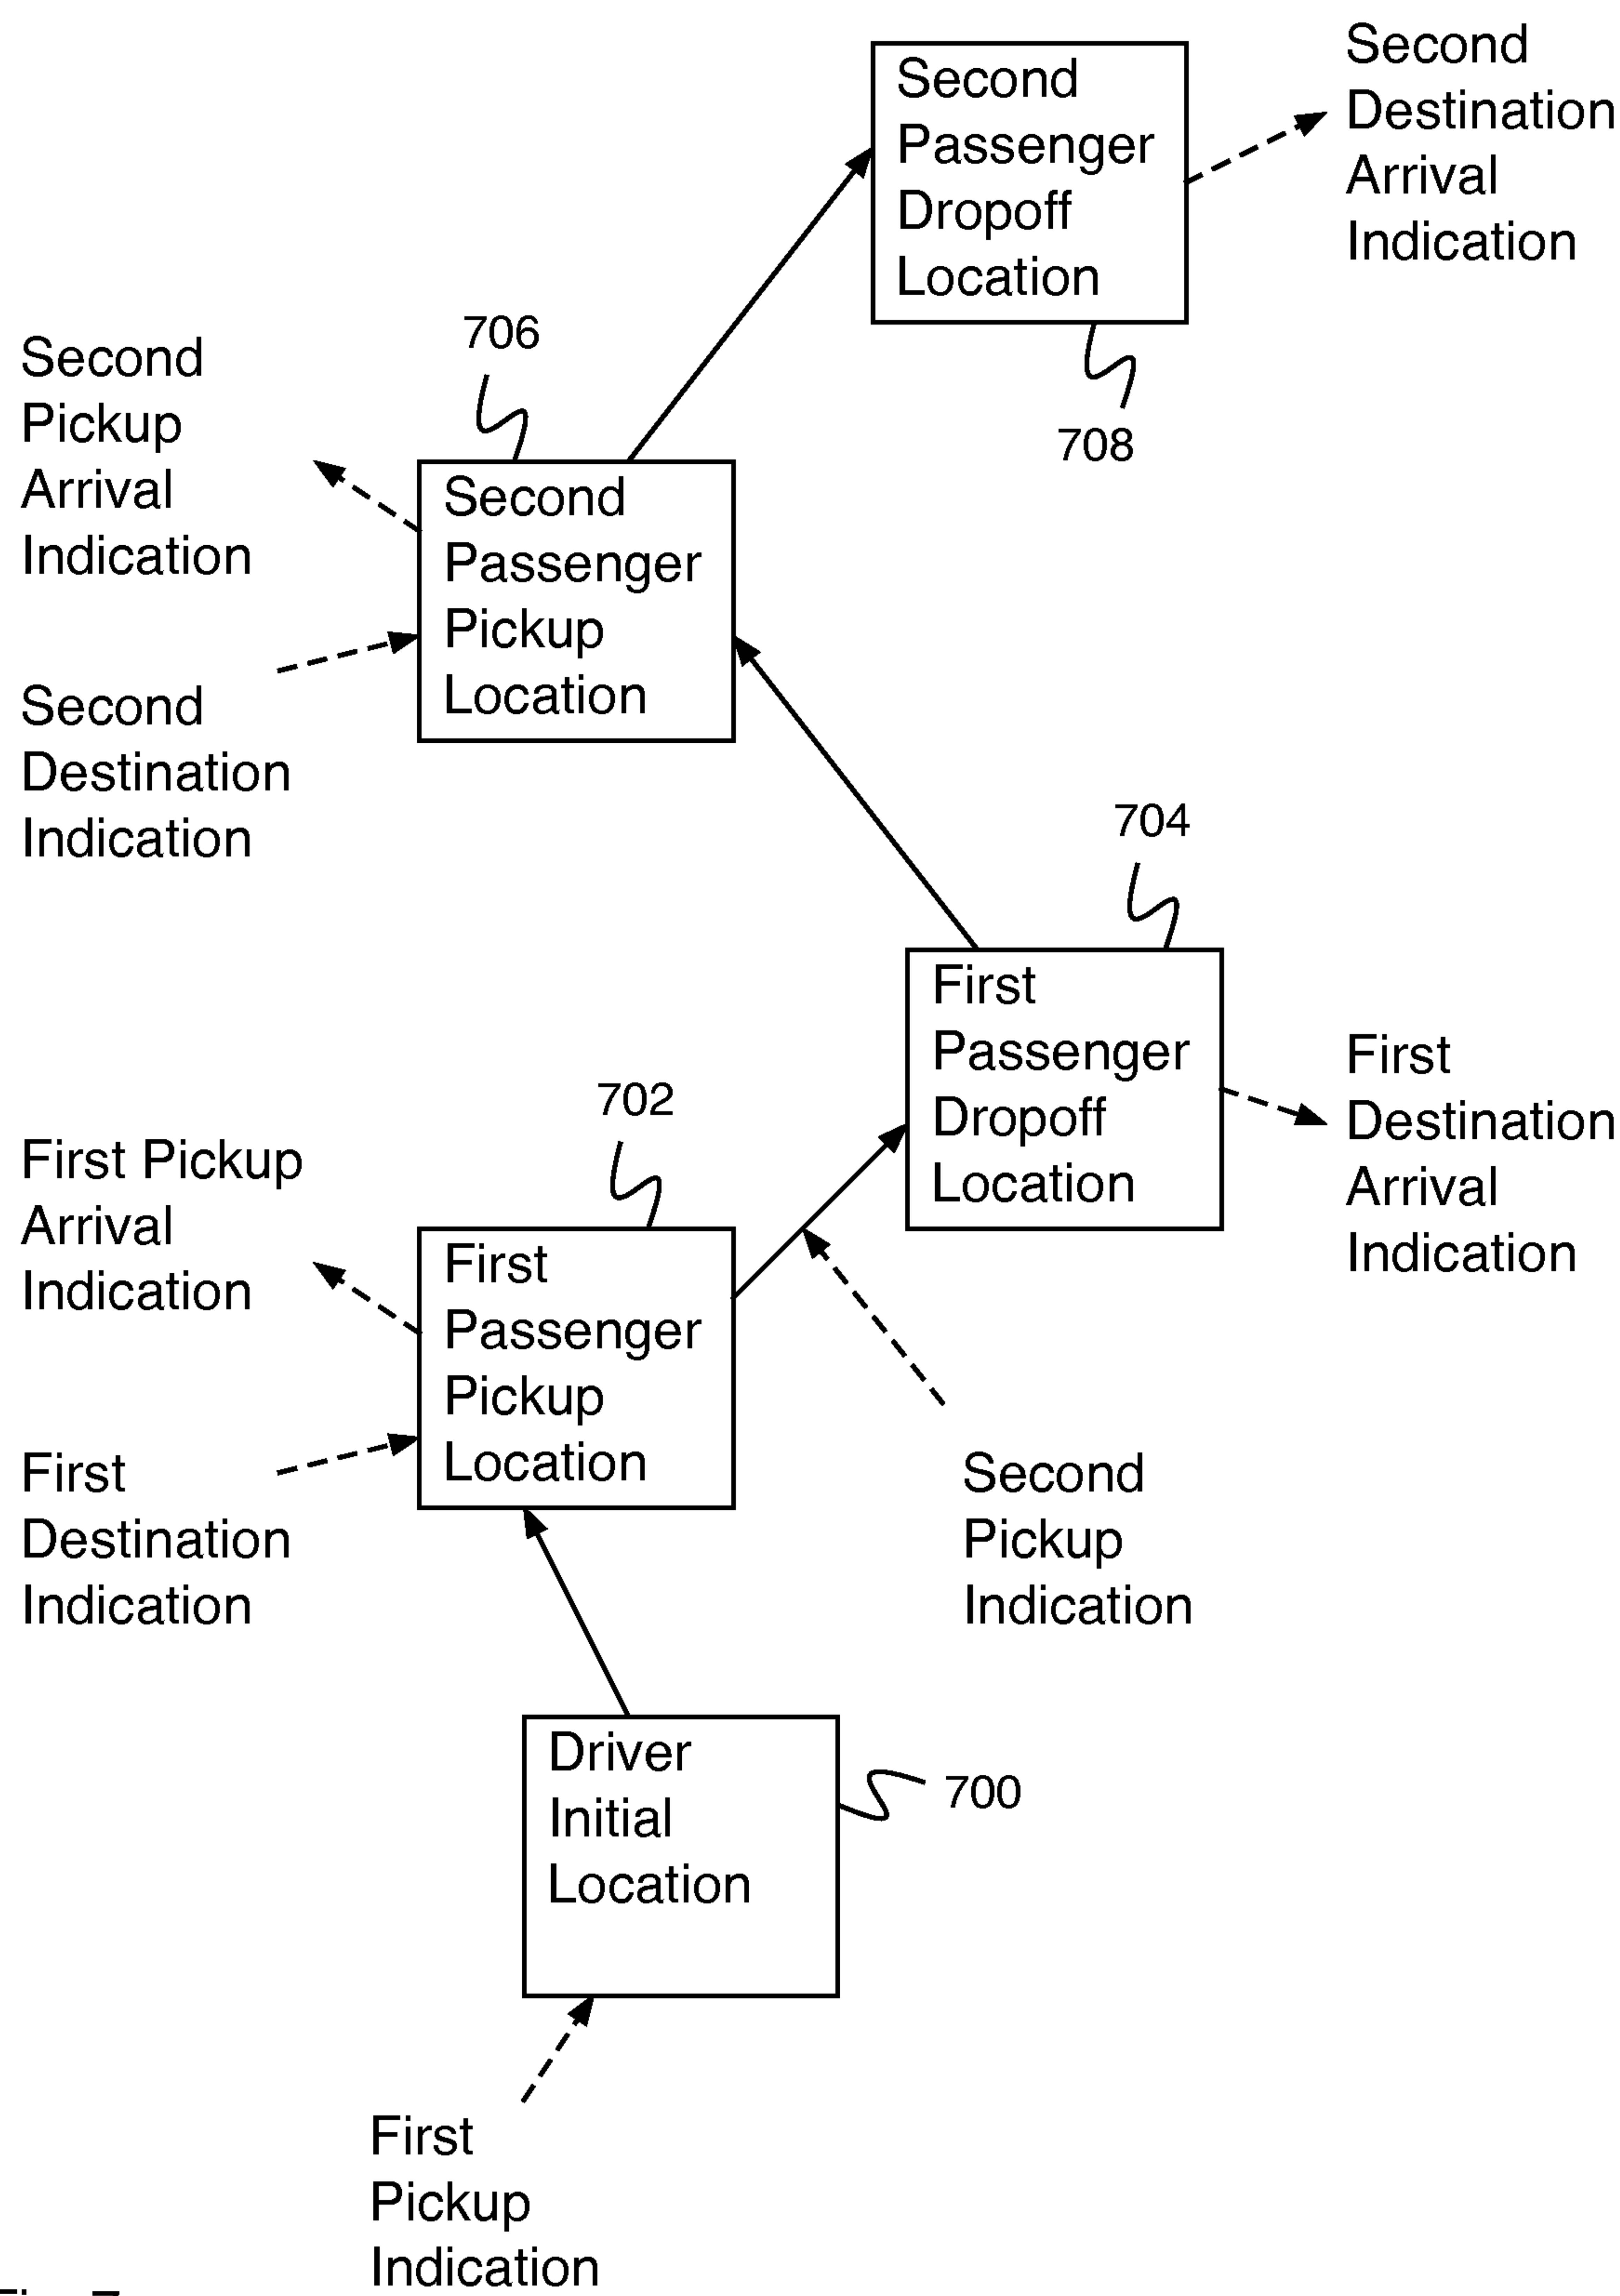 Second
Passenger
Dropoff
Location
Second
Destination
Arrival
Indication
708
706
Second
Pickup
Arrival
Indication
Second
Passenger
Pickup
Location
Second
Destination
Indication
704
First
Passenger
Dropoff
Location
First
Destination
Arrival
Indication
702
First Pickup
Arrival
Indication
First
Passenger
Pickup
Location
First
Destination
Indication
Second
Pickup
Indication
Driver
Initial
Location
700
First
Pickup
Indication